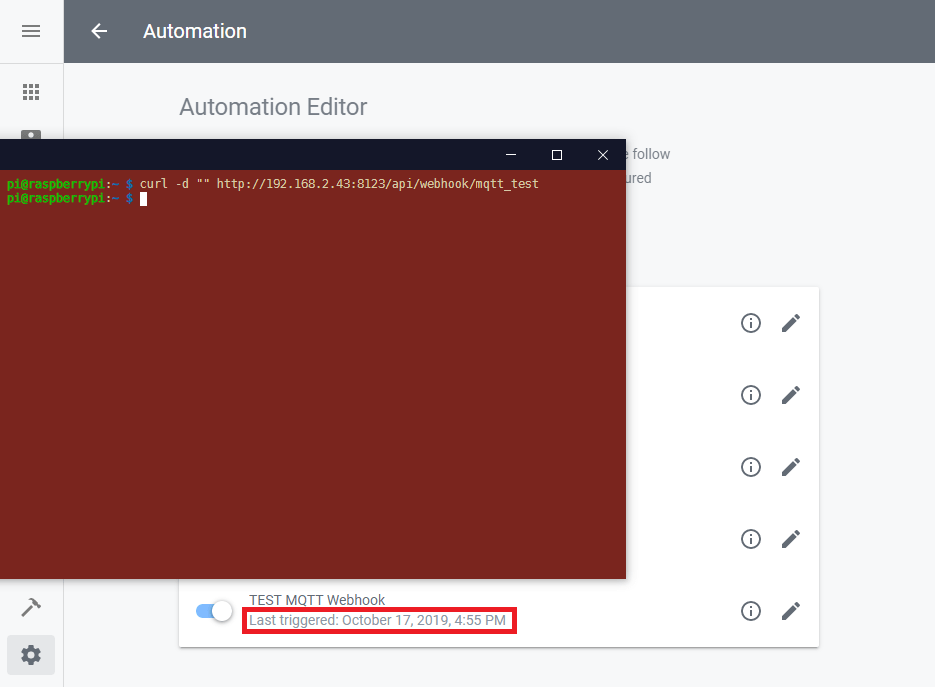 Automation
Automation Editor
follow
ured
pi@raspberrypi:~ $ curl -d "" http://192.168.2.43:8123/api/webhook/mqtt_test
pi@raspberrypi:~ $
TEST MQTT Webhook
Last triggered: October 17, 2019, 4:55 PM